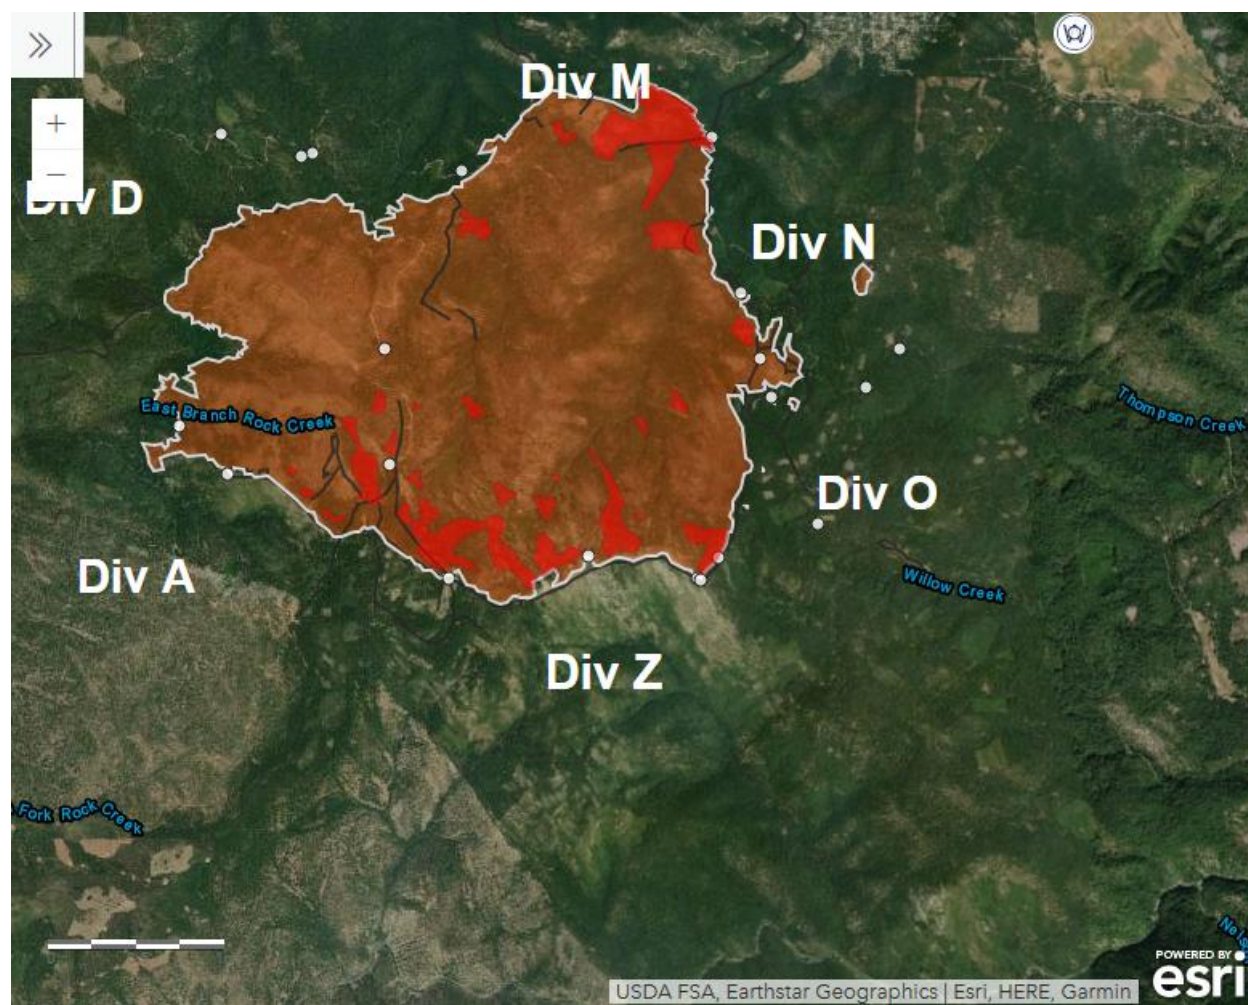 Div M
Div D
Div N
East Branch Rock Creek
Thompson Creek
Div O
Div A
Willow Creek
Div Z
Fork Rock Creek
POWERED BY
esri
USDA FSA, Earthstar Geographics | Esri, HERE, Garmin